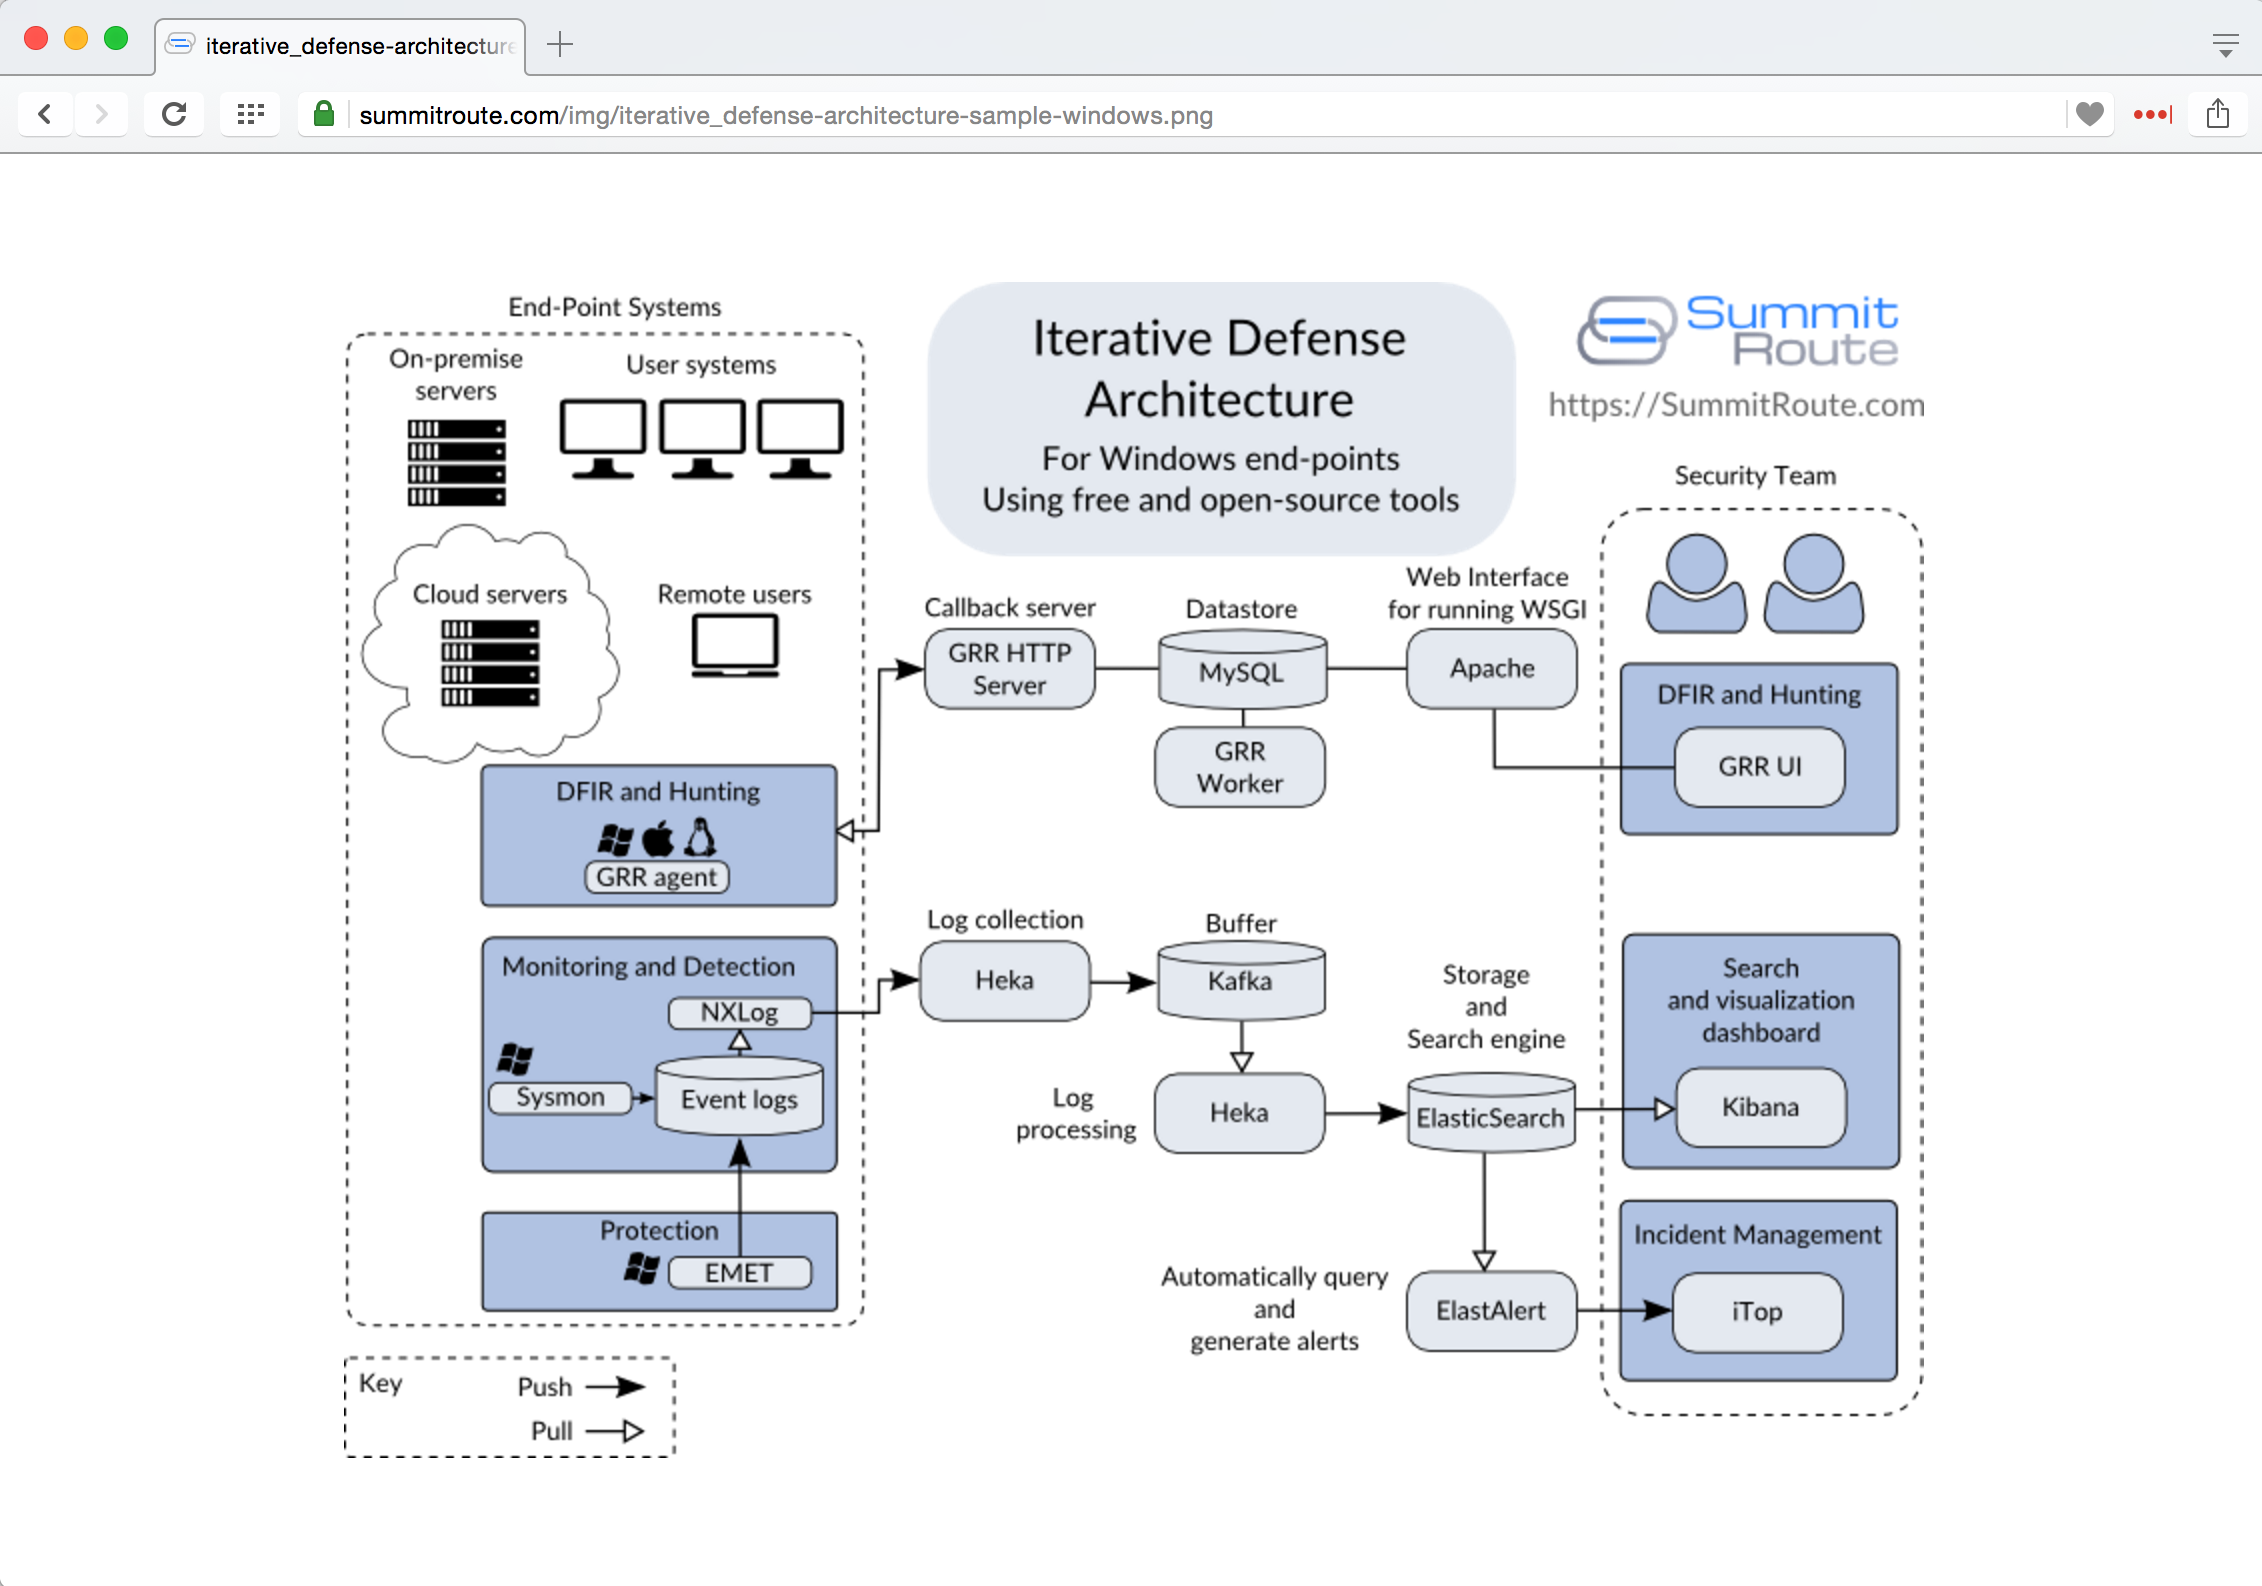 iterative_defense-architecture
summitroute.com/img/iterative_defense-architecture-sample-windows.png
End-Point Systems
On-premise
servers
User systems
Cloud servers
Remote users
DFIR and Hunting
GRR agent
Monitoring and Detection
NXLog
Sysmon
Event logs
Protection
EMET
Key
Push
Pull
Iterative Defense
Architecture
For Windows end-points
Using free and open-source tools
Summit
Route
https://SummitRoute.com
Callback server
GRR HTTP
Server
Datastore
MySQL
GRR
Worker
Web Interface
for running WSGI
Apache
Log collection
Heka
Buffer
Kafka
Log
processing
Heka
Storage
and
Search engine
ElasticSearch
Automatically query
and
generate alerts
ElastAlert
Security Team
DFIR and Hunting
GRR UI
Search
and visualization
dashboard
Kibana
Incident Management
iTop